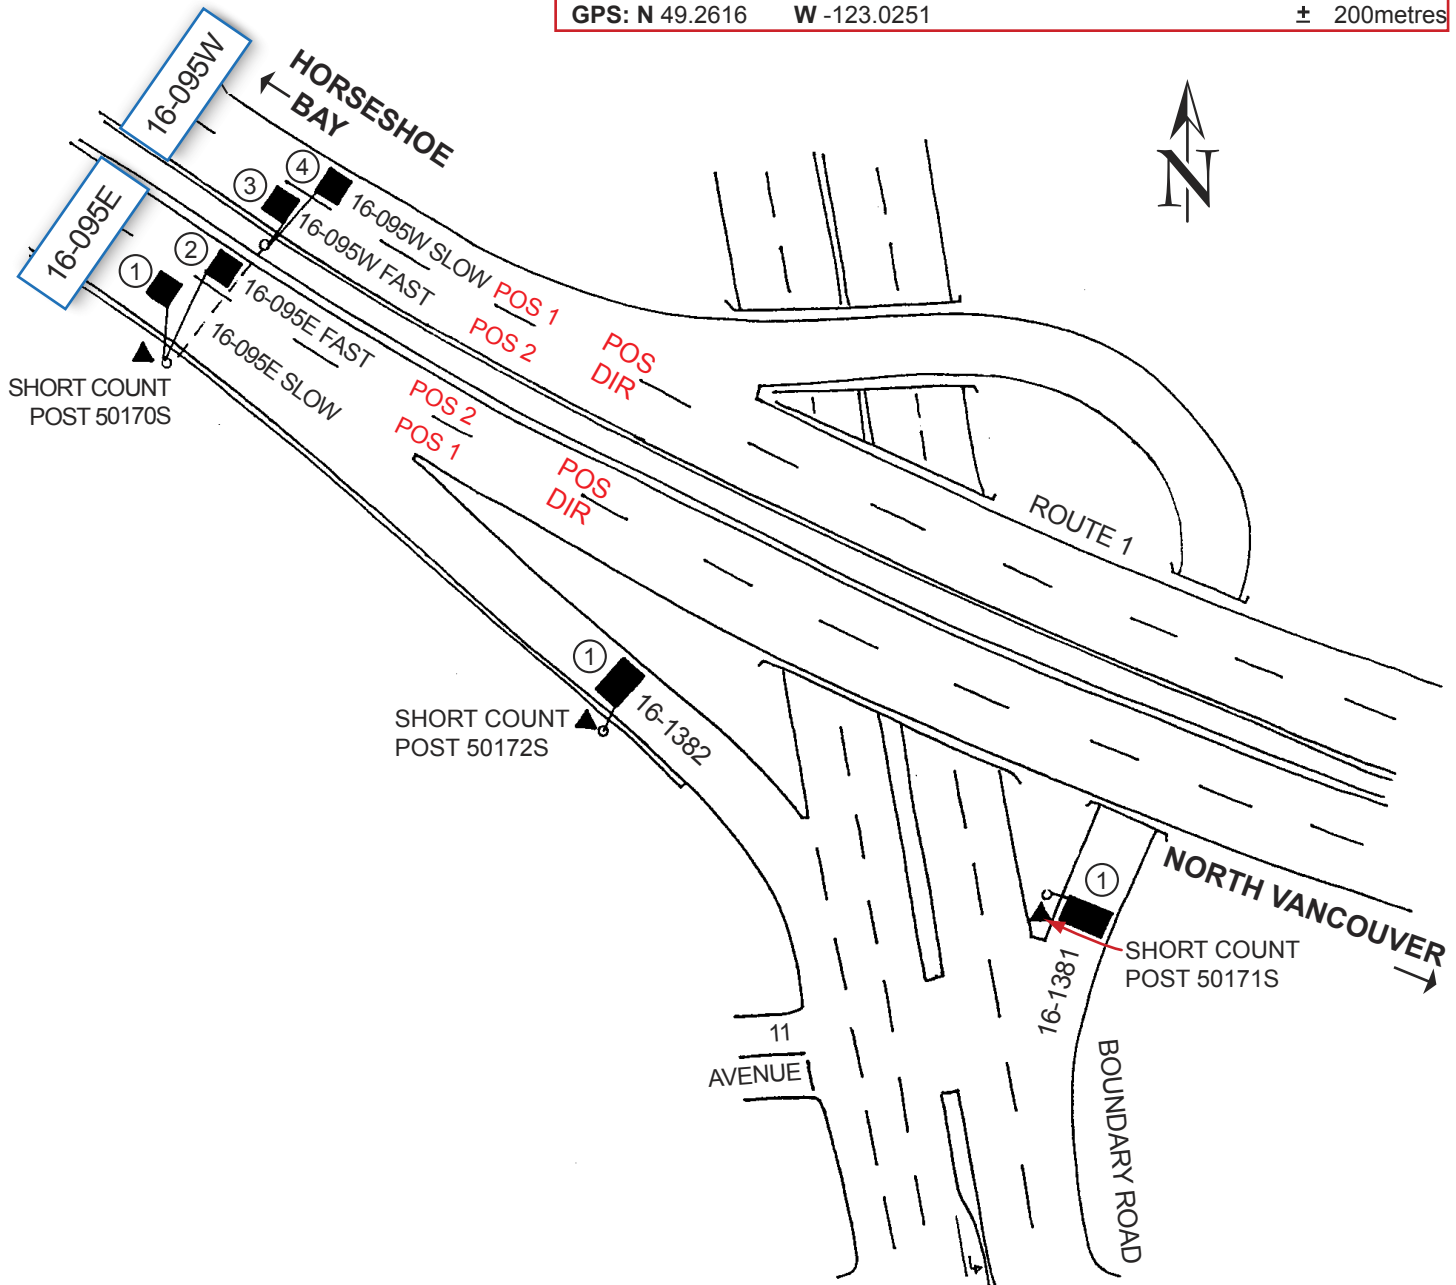 GPS: N 49.2616 W -123.0251 ± 200metres
16-095W
HORSESHOE
BAY
N
16-095E
4
3
2
1
16-095W SLOW
16-095W FAST
16-095E FAST
16-095E SLOW
POS 1
POS 2
POS
DIR
POS 2
POS 1
POS
DIR
SHORT COUNT
POST 50170S
ROUTE 1
1
16-1382
SHORT COUNT
POST 50172S
1
NORTH VANCOUVER
SHORT COUNT
POST 50171S
16-1381
11
AVENUE
BOUNDARY ROAD